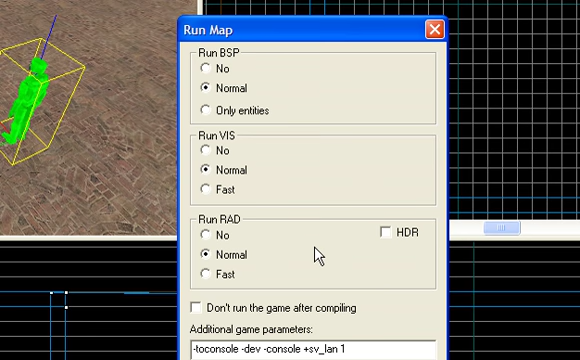 Run Map
Run BSP
No
Normal
Only entities
Run VIS
No
Normal
Fast
Run RAD
No
HDR
Normal
Fast
Don't run the game after compiling
Additional game parameters:
-toconsole -dev -console +sv_lan 1